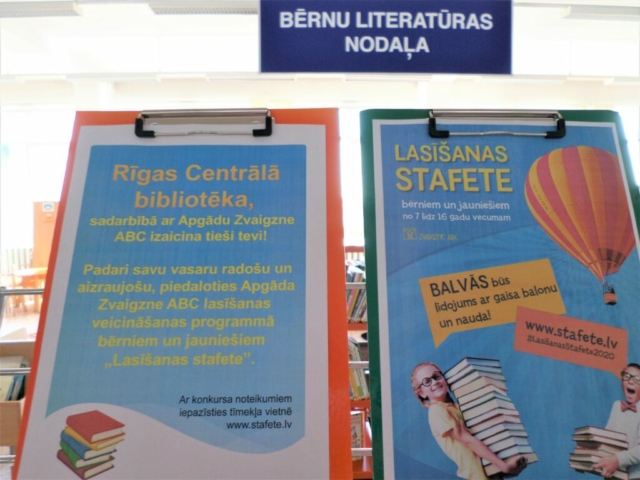 BĒRNU LITERATŪRAS
NODAĻA
Rīgas Centrālā
bibliotēka,
sadarbībā ar Apgādu Zvaigzne
ABC izaicina tieši tevi!
Padari savu vasaru radošu un
aizraujošu, piedaloties Apgāda
Zvaigzne ABC lasīšanas
veicināšanas programmā
bērniem un jauniešiem
„Lasīšanas stafete”.
Ar konkursa noteikumiem
iepazīsties tīmekļa vietnē
www.stafete.lv
LASĪŠANAS
STAFETE
bērniem un jauniešiem
no 7 līdz 16 gadu vecumam
ZVAIGZNE ABC
BALVĀS būs
lidojums ar gaisa balonu
un nauda!
www.stafete.lv
#LasīšanasStafete2020